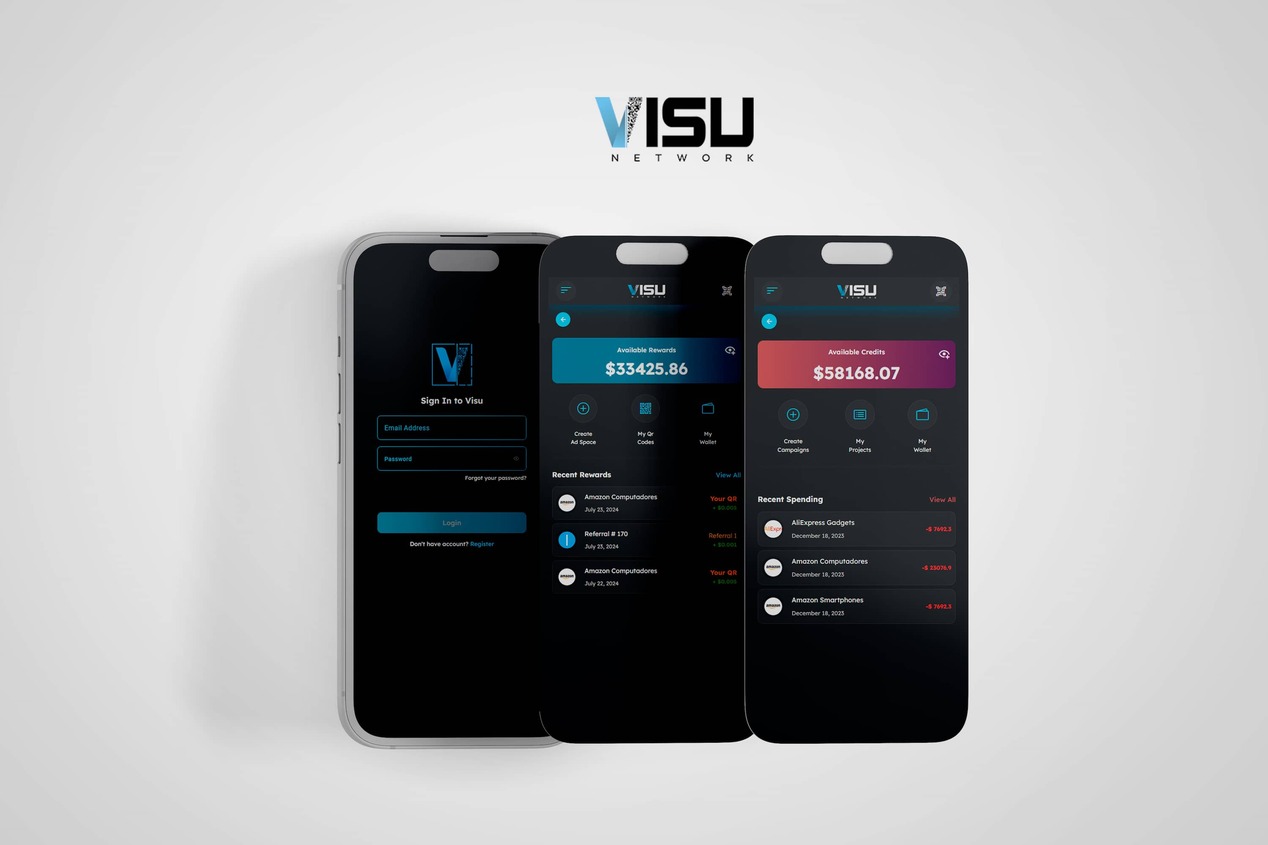 VISU
NETWORK
Sign In to Visu
Email Address
Password
Forgot your password?
Login
Don't have account? Register
VISU
Available Rewards
$33425.86
Create
Ad Space
My Qr
Codes
My
Wallet
Recent Rewards View All
Amazon Computadores Your QR
July 23, 2024 + $0.001
Referral # 170 Referral 1
July 23, 2024 + $0.001
Amazon Computadores Your QR
July 22, 2024 + $0.001
VISU
Available Credits
$58168.07
Create
Campaigns
My
Projects
My
Wallet
Recent Spending View All
AliExpress Gadgets -$ 7692.3
December 18, 2023
Amazon Computadores -$ 23076.9
December 18, 2023
Amazon Smartphones -$ 7692.3
December 18, 2023